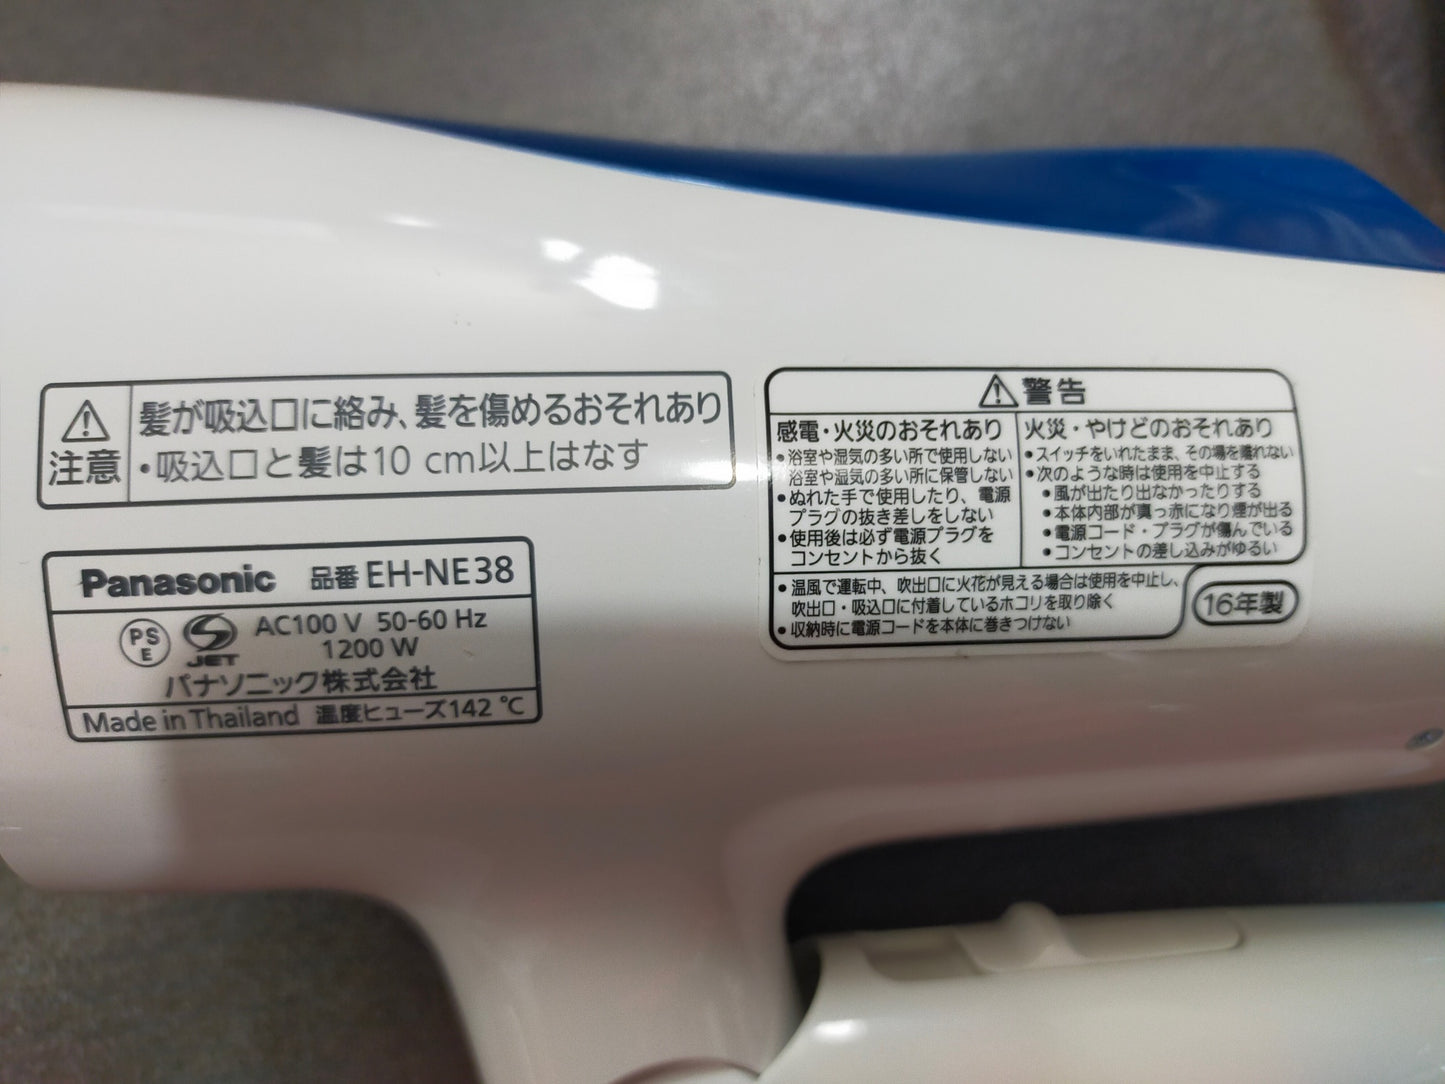 注意
髪が吸込口に絡み、髪を傷めるおそれあり
・吸込口と髪は10 cm以上はなす
Panasonic 品番 EH-NE38
PS
E
JET
AC100 V 50-60 Hz
1200 W
パナソニック株式会社
Made in Thailand 温度ヒューズ142 ℃
警告
感電・火災のおそれあり
・浴室や湿気の多い所で使用しない
浴室や湿気の多い所に保管しない
・ぬれた手で使用したり、電源
プラグの抜き差しをしない
・使用後は必ず電源プラグを
コンセントから抜く
火災・やけどのおそれあり
・スイッチをいれたまま、その場を離れない
・次のような時は使用を中止する
・風が出たり出なかったりする
・本体内部が真っ赤になり煙が出る
・電源コード・プラグが傷んでいる
・コンセントの差し込みがゆるい
・温風で運転中、吹出口に火花が見える場合は使用を中止し、
吹出口・吸込口に付着しているホコリを取り除く
・収納時に電源コードを本体に巻きつけない
16年製